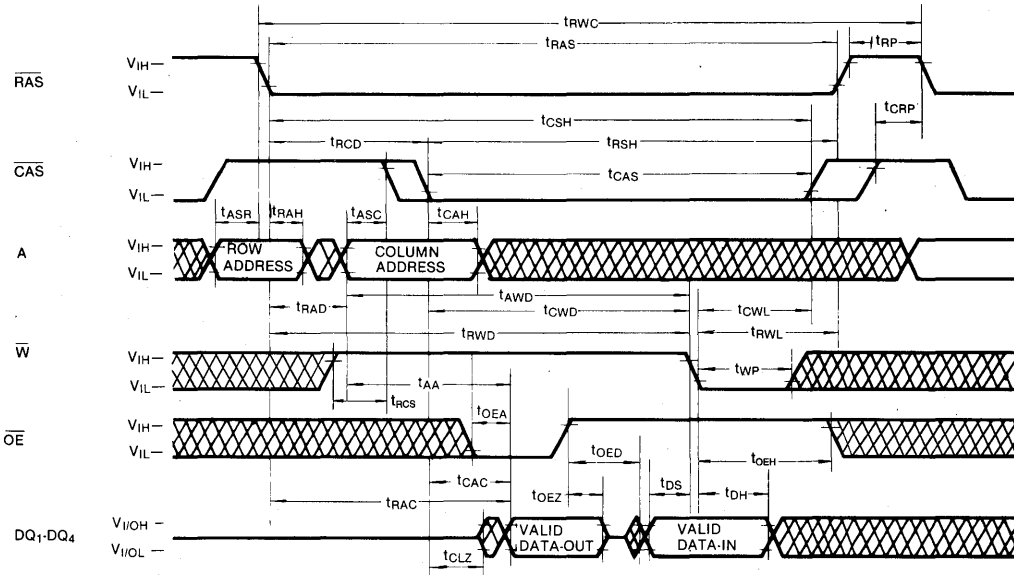 tRWC
tRAS
tRP
RAS
VIH
VIL
tCSH
tCRP
tRCD
tRSH
CAS
VIH
VIL
tCAS
tASR
tRAH
tASC
tCAH
A
VIH
VIL
ROW
ADDRESS
COLUMN
ADDRESS
tAWD
tRAD
tCWD
tCWL
tRWD
tRWL
W
VIH
VIL
tWP
tAA
tRCS
tOEA
OE
VIH
VIL
tOED
tOEH
tCAC
tRAC
tOEZ
tDS
tDH
DQ1-DQ4
VI/OH
VI/OL
VALID
DATA-OUT
VALID
DATA-IN
tCLZ